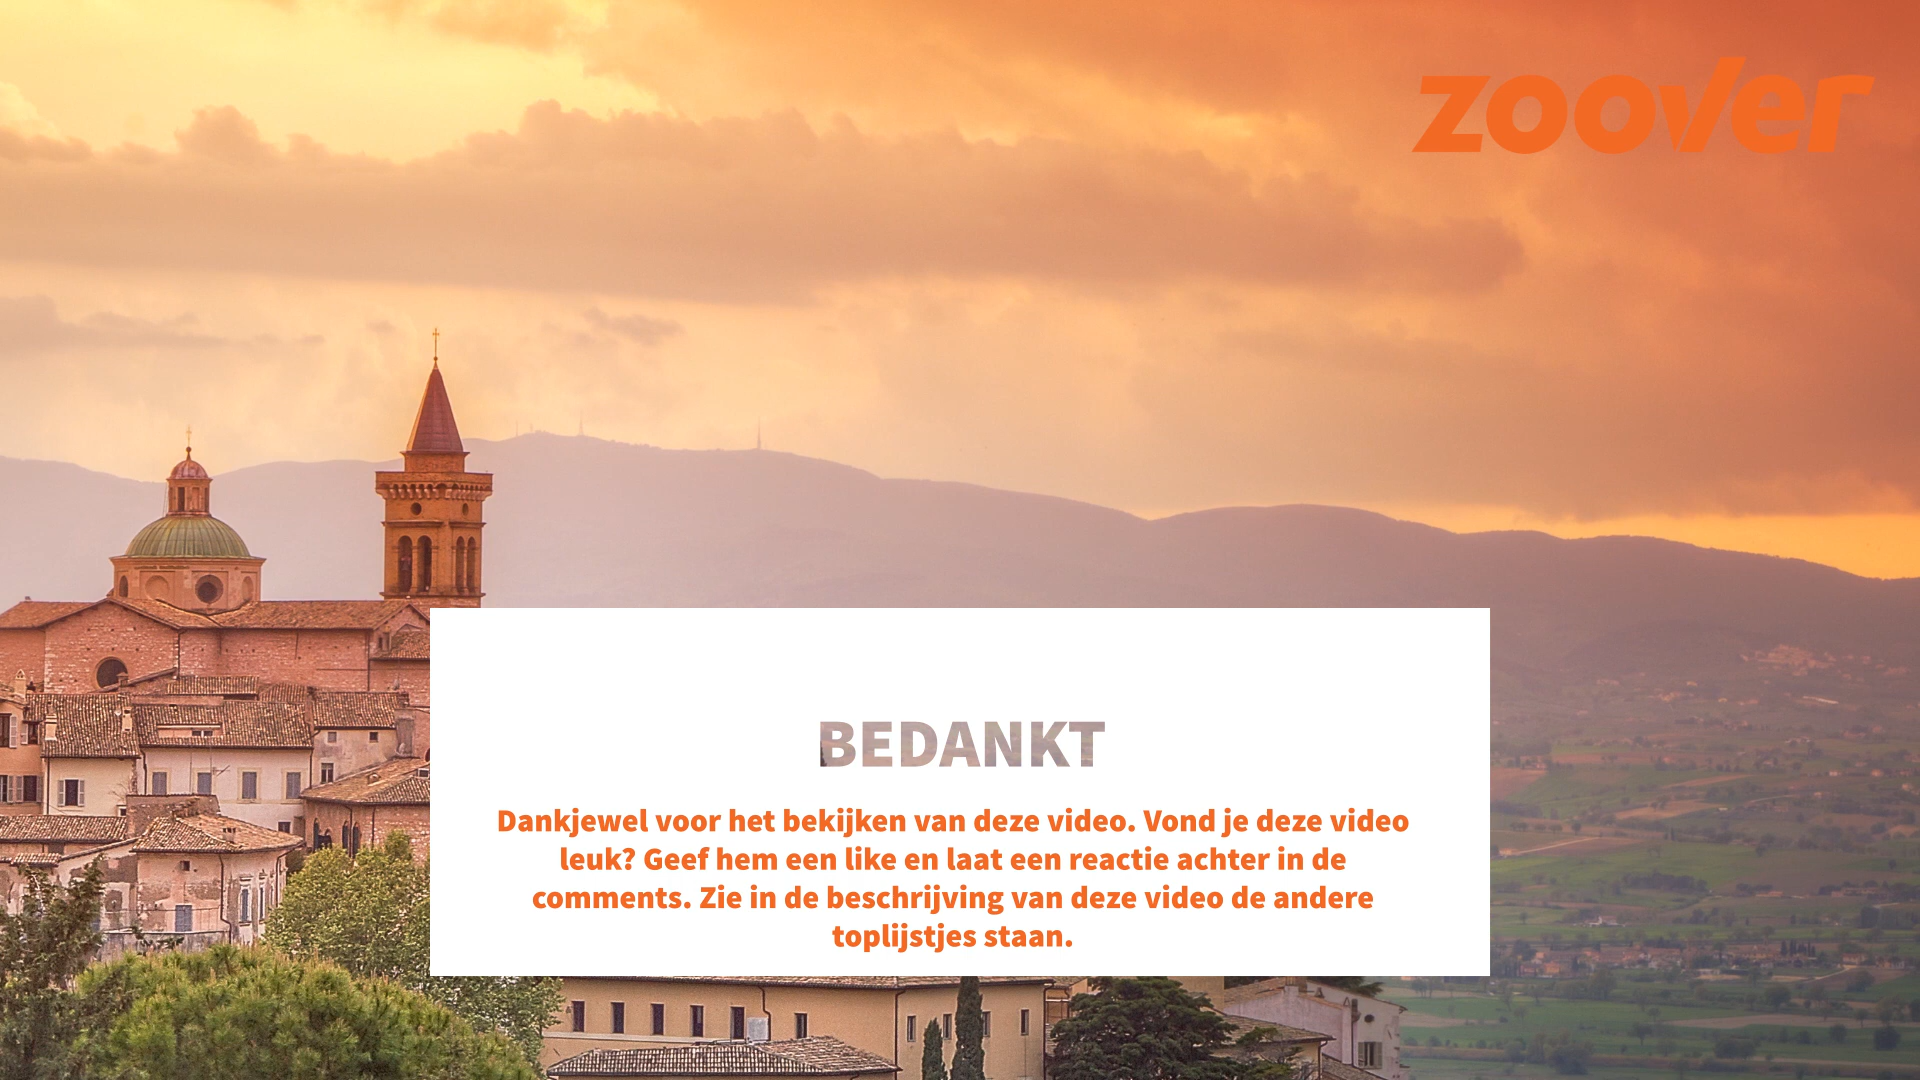 zoover
BEDANKT
Dankjewel voor het bekijken van deze video. Vond je deze video
leuk? Geef hem een like en laat een reactie achter in de
comments. Zie in de beschrijving van deze video de andere
toplijstjes staan.